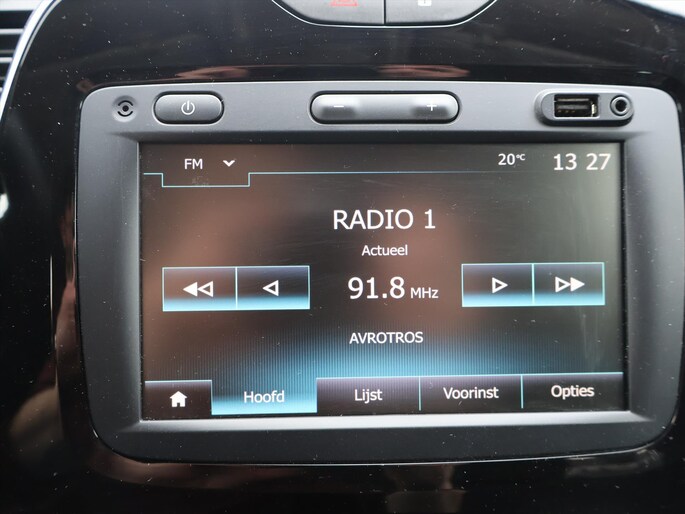 − +
FM 20°C 13 27
RADIO 1
Actueel
91.8 MHz
AVROTROS
Hoofd Lijst Voorinst Opties